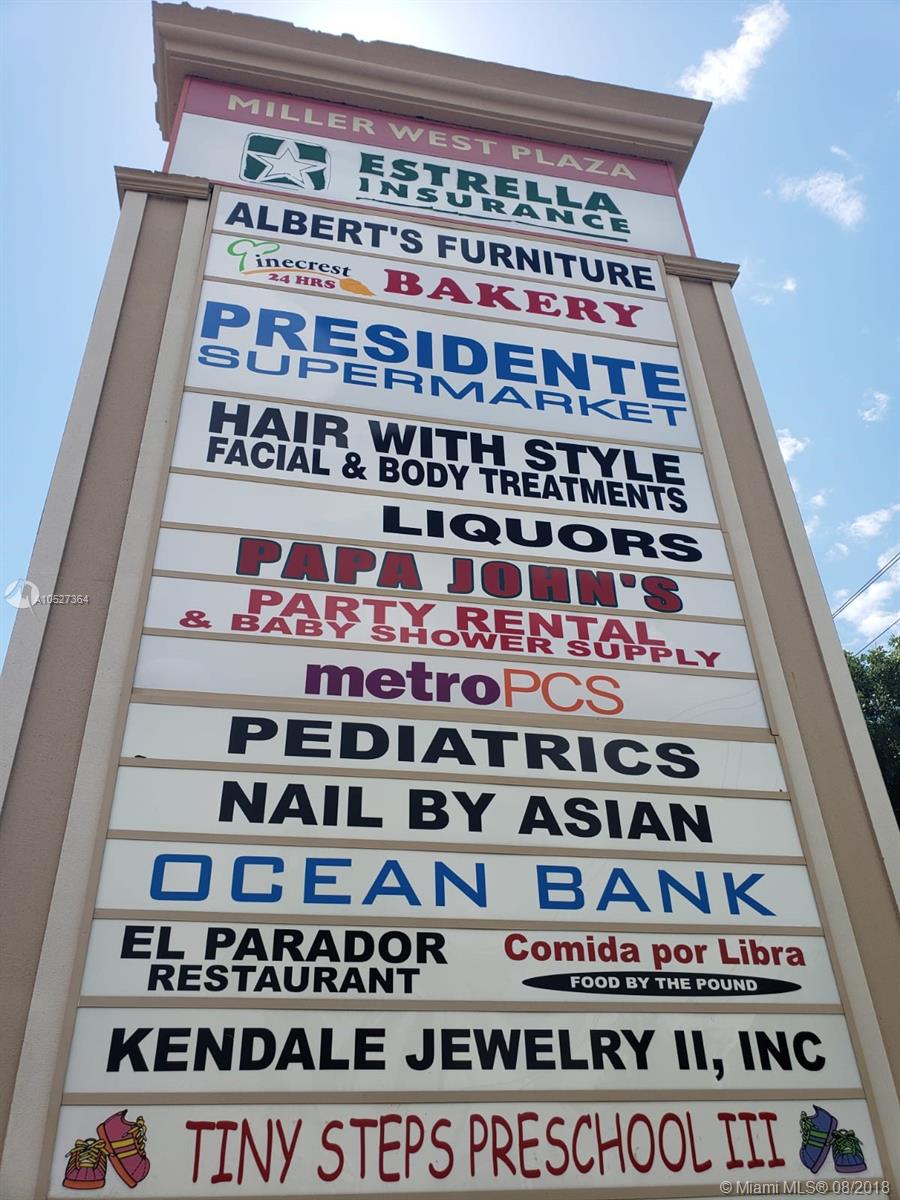 MILLER WEST PLAZA
ESTRELLA
INSURANCE
ALBERT'S FURNITURE
Pinecrest
24 HRS
BAKERY
PRESIDENTE
SUPERMARKET
HAIR WITH STYLE
FACIAL & BODY TREATMENTS
LIQUORS
PAPA JOHN'S
PARTY RENTAL
& BABY SHOWER SUPPLY
metroPCS
PEDIATRICS
NAIL BY ASIAN
OCEAN BANK
EL PARADOR
RESTAURANT
Comida por Libra
FOOD BY THE POUND
KENDALE JEWELRY II, INC
TINY STEPS PRESCHOOL III
A10527364
© Miami MLS® 08/2018